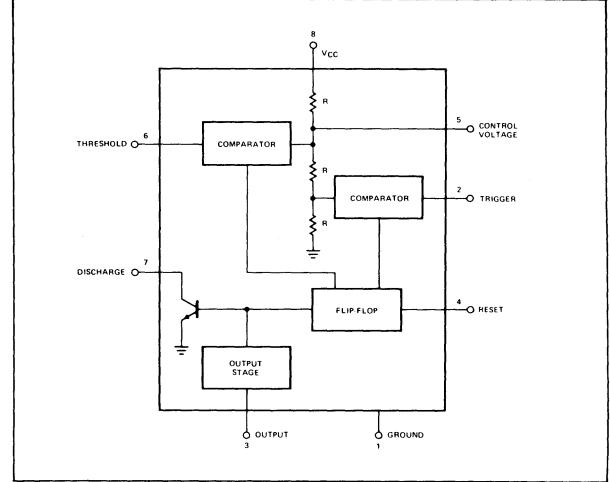 8
VCC
R
5
CONTROL
VOLTAGE
6
THRESHOLD
COMPARATOR
R
2
COMPARATOR
TRIGGER
R
7
DISCHARGE
4
FLIP-FLOP
RESET
OUTPUT
STAGE
OUTPUT
3
GROUND
1